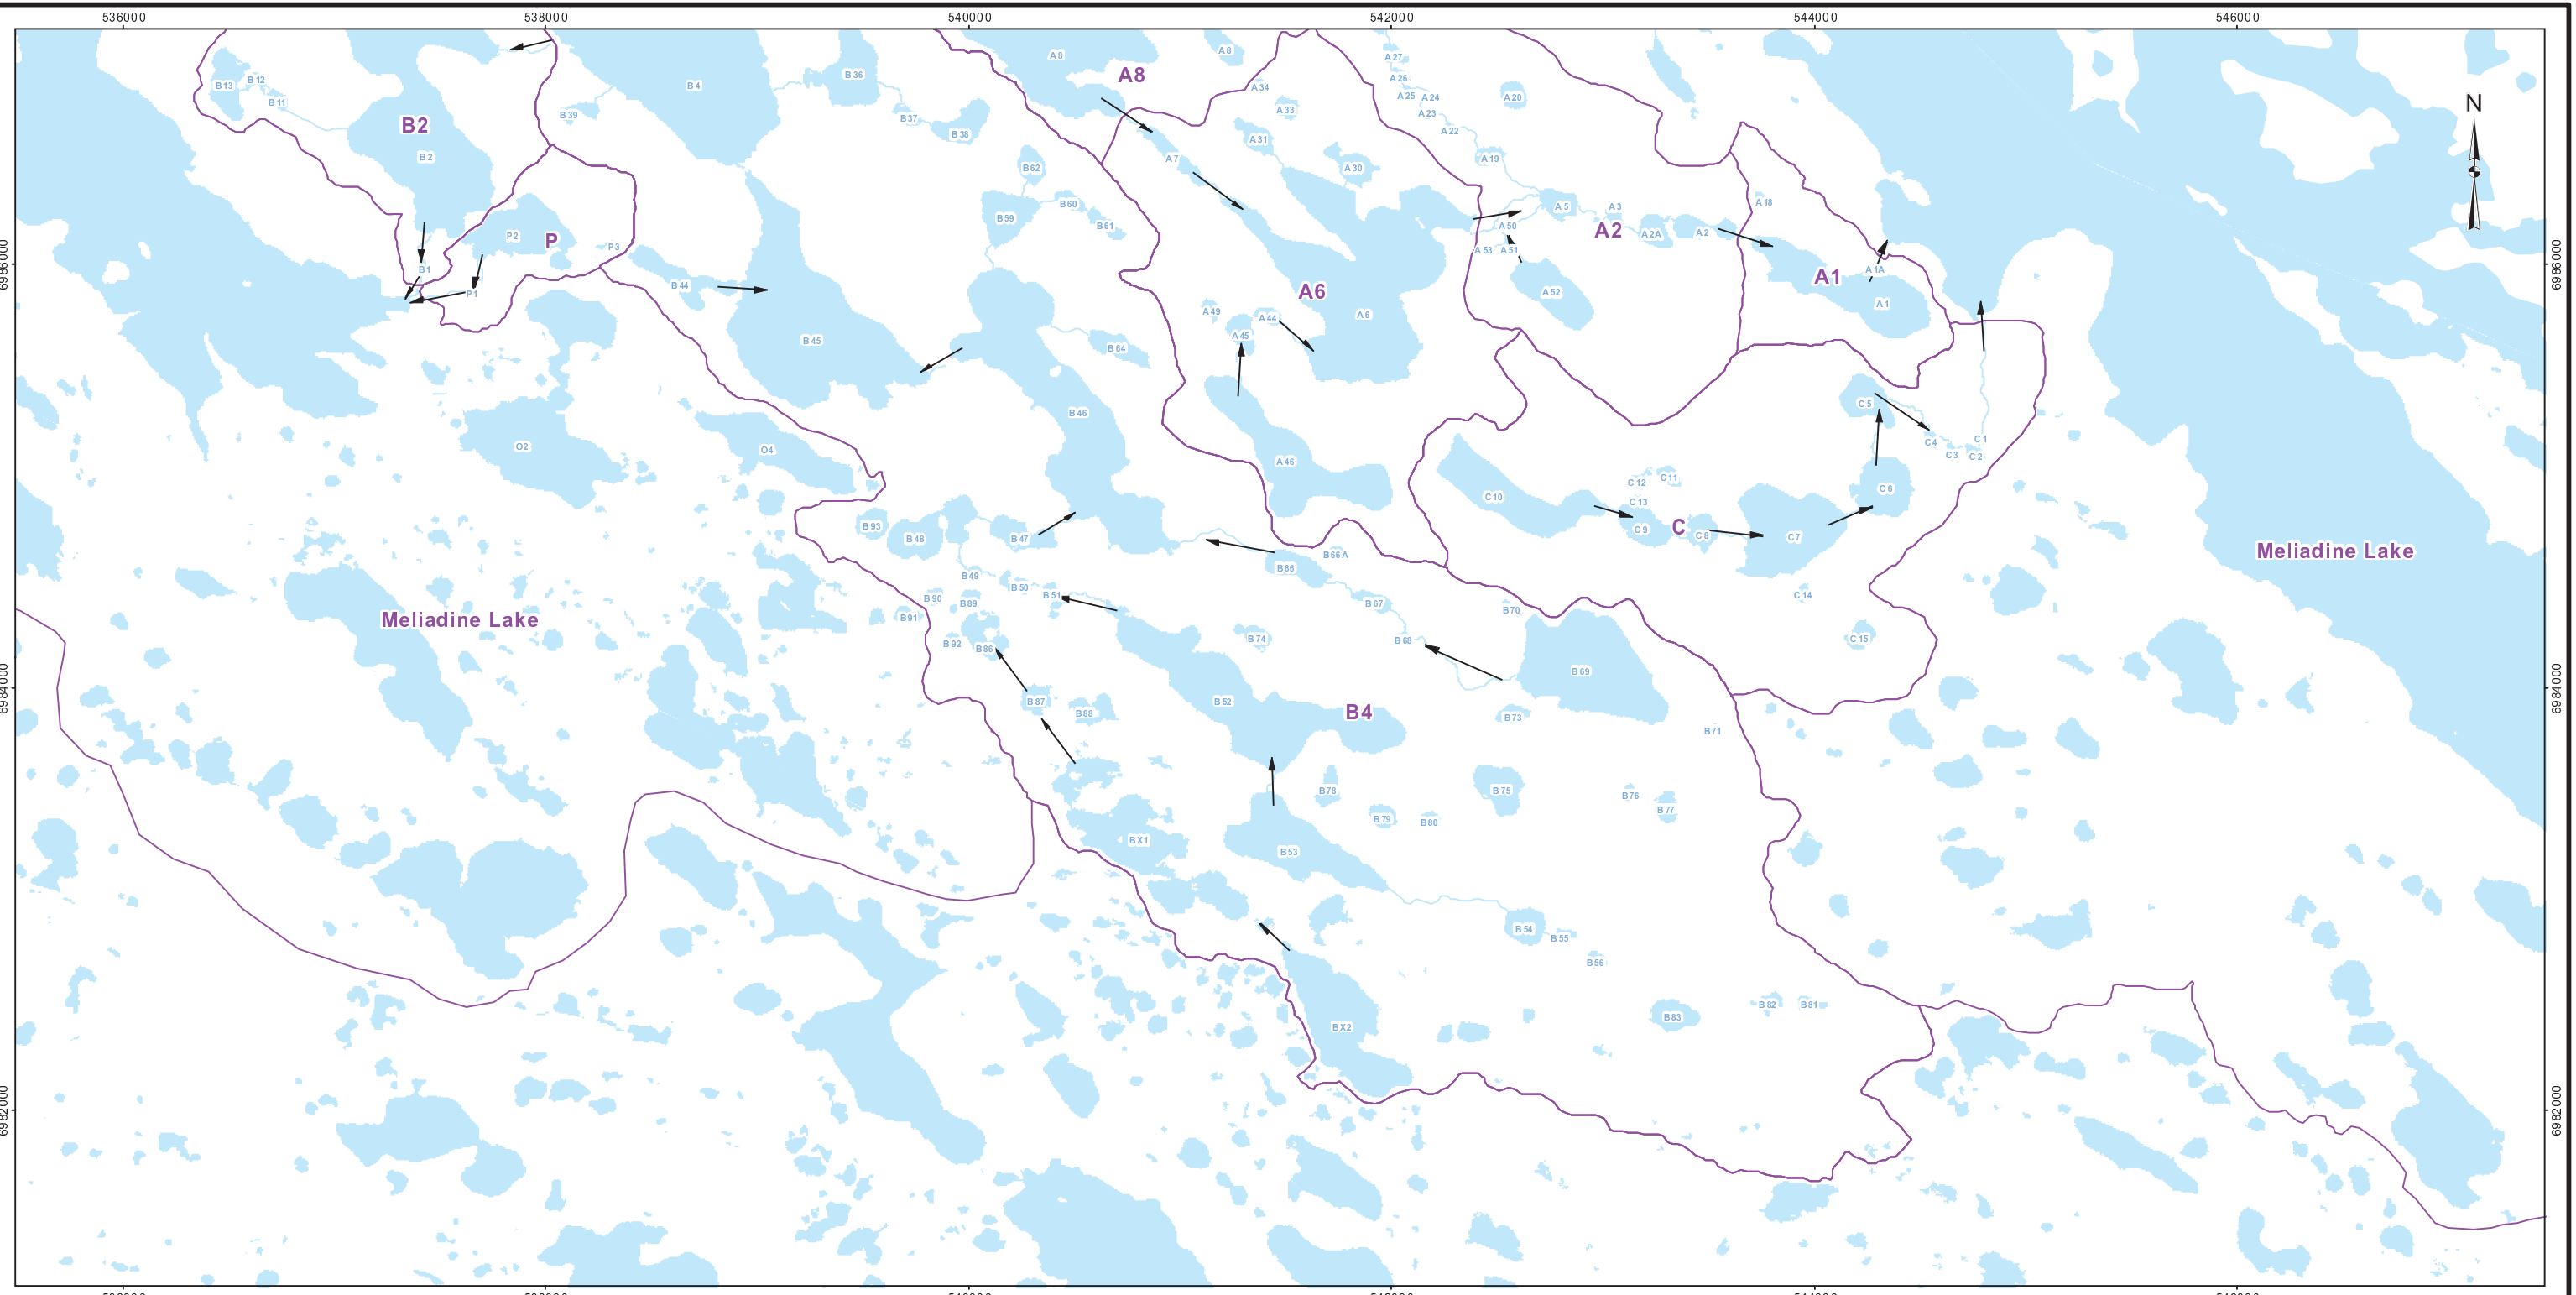 536000 538000 540000 542000 544000 546000
A8 A8 A27
B13 B12 B4 B36 A8 A26
B11 A34 A25 A24 A20
B39 B37 A33 A23 N
B2 B38 A31 A22
B2 A7 A19
B62 A30
B59 B60 A5 A3 A18
B61 A50 A2 A2A A2
P2 P P3 A53 A51
B1 A1A
P1 B44 A6 A52 A1 A1
A49 A44 A6
B45 B64 A45
B46 C5
O2 O4 A46 C4 C1
C3 C2
C12 C11
C10 C13 C6
B93 B48 B47 C9 C C8 C7
B66A Meliadine Lake
B49 B66
B50 B51
B90 B89 B67 B70 C14
Meliadine Lake B91
B92 B86 B74 B68 C15
B69
B87 B52
B88 B4 B73
B71
B78 B75 B76
B79 B80 B77
BX1 B53
B54 B55
B56
B82 B81
BX2 B83
6986000 6984000 6982000
6986000 6984000 6982000